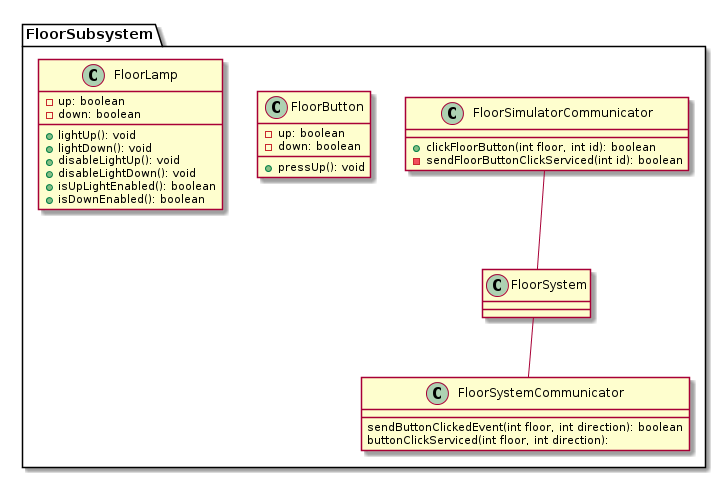 FloorSubsystem
C FloorLamp
up: boolean
down: boolean
lightUp(): void
lightDown(): void
disableLightUp(): void
disableLightDown(): void
isUpLightEnabled(): boolean
isDownEnabled(): boolean
C FloorButton
up: boolean
down: boolean
pressUp(): void
C FloorSimulatorCommunicator
clickFloorButton(int floor, int id): boolean
sendFloorButtonClickServiced(int id): boolean
C FloorSystem
C FloorSystemCommunicator
sendButtonClickedEvent(int floor, int direction): boolean
buttonClickServiced(int floor, int direction):